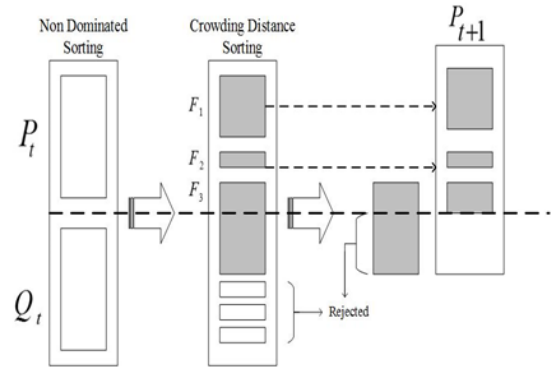 Non Dominated
Sorting
Crowding Distance
Sorting
P_{t+1}
P_t
Q_t
F_1
F_2
F_3
Rejected